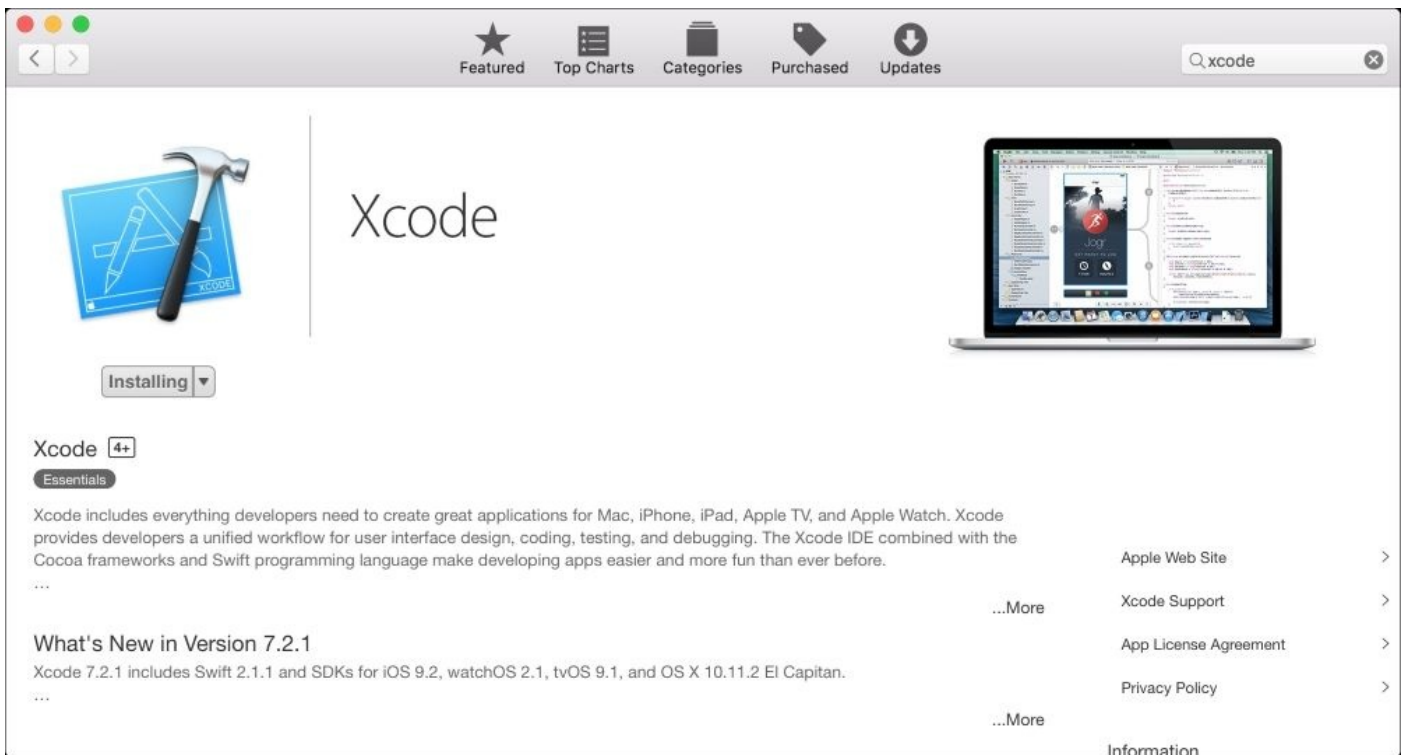 Featured
Top Charts
Categories
Purchased
Updates
xcode
XCODE
Xcode
Jogr
Installing
Xcode 4+
Essentials
Xcode includes everything developers need to create great applications for Mac, iPhone, iPad, Apple TV, and Apple Watch. Xcode
provides developers a unified workflow for user interface design, coding, testing, and debugging. The Xcode IDE combined with the
Cocoa frameworks and Swift programming language make developing apps easier and more fun than ever before.
...
...More
What's New in Version 7.2.1
Xcode 7.2.1 includes Swift 2.1.1 and SDKs for iOS 9.2, watchOS 2.1, tvOS 9.1, and OS X 10.11.2 El Capitan.
...
...More
Apple Web Site
Xcode Support
App License Agreement
Privacy Policy
Information